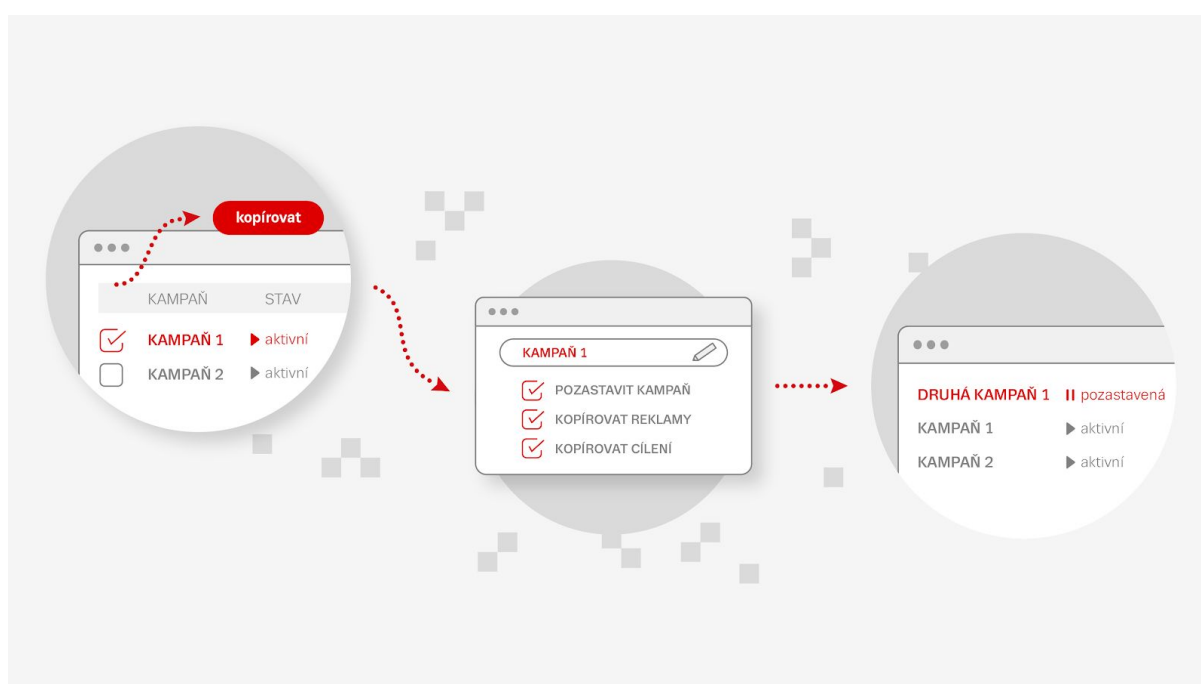 kopírovat
KAMPAŇ STAV
KAMPAŇ 1 aktivní
KAMPAŇ 2 aktivní
KAMPAŇ 1
POZASTAVIT KAMPAŇ
KOPÍROVAT REKLAMY
KOPÍROVAT CÍLENÍ
DRUHÁ KAMPAŇ 1 pozastavená
KAMPAŇ 1 aktivní
KAMPAŇ 2 aktivní